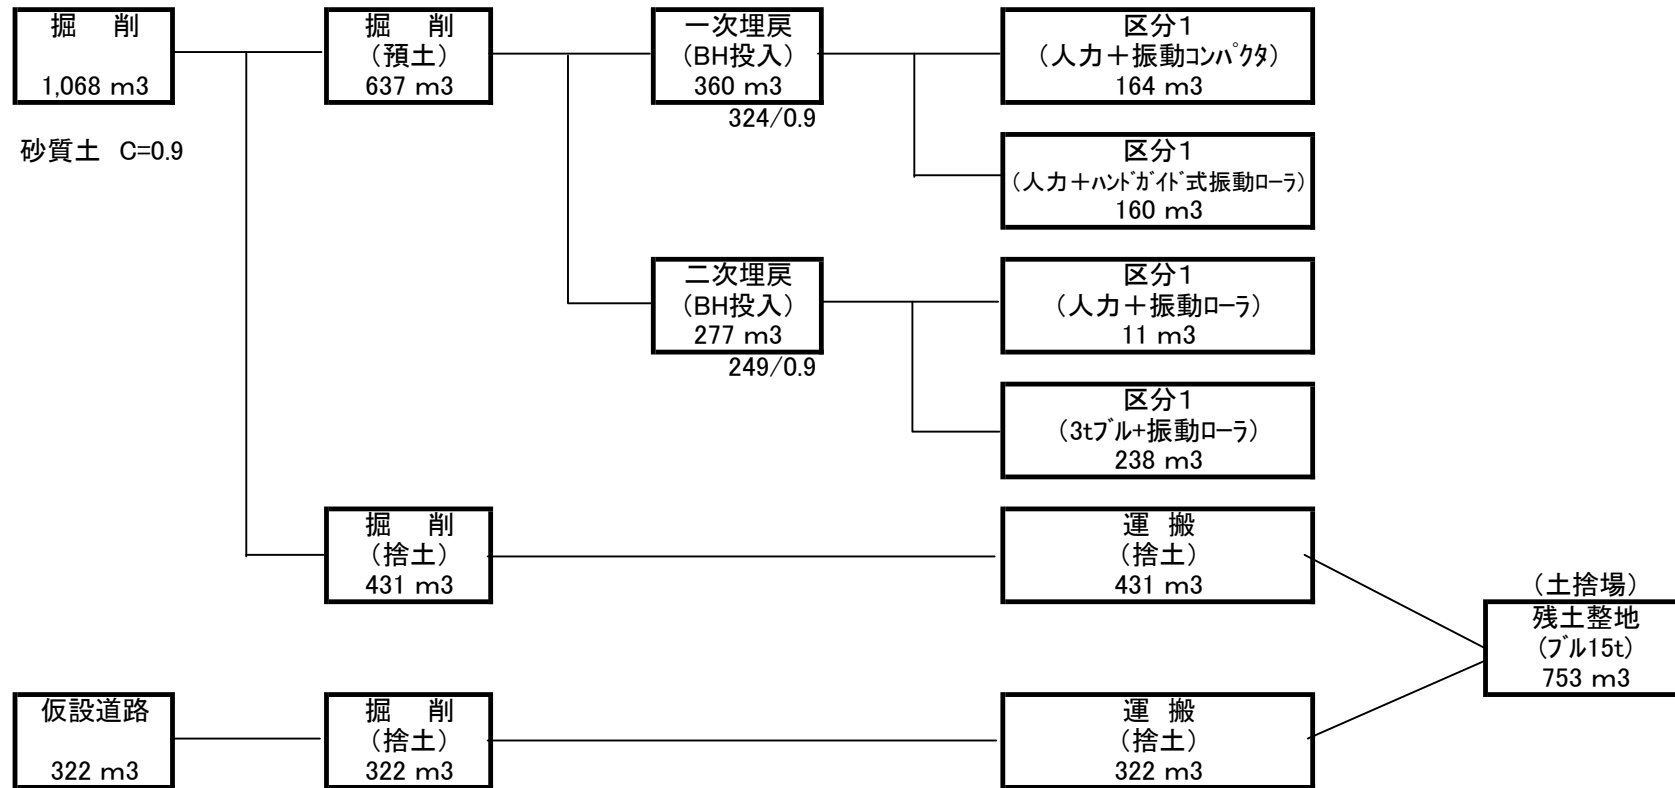 掘　削
1,068 m3
砂質土　C=0.9
掘　削
（預土）
637 m3
一次埋戻
（BH投入）
360 m3
324/0.9
区分１
（人力＋振動ｺﾝﾊﾟｸﾀ）
164 m3
区分１
（人力＋ﾊﾝﾄﾞｶﾞｲﾄﾞ式振動ﾛｰﾗ）
160 m3
二次埋戻
（BH投入）
277 m3
249/0.9
区分１
（人力＋振動ﾛｰﾗ）
11 m3
区分１
（3tﾌﾞﾙ+振動ﾛｰﾗ）
238 m3
掘　削
（捨土）
431 m3
運　搬
（捨土）
431 m3
（土捨場）
残土整地
（ﾌﾞﾙ15t）
753 m3
仮設道路
322 m3
掘　削
（捨土）
322 m3
運　搬
（捨土）
322 m3